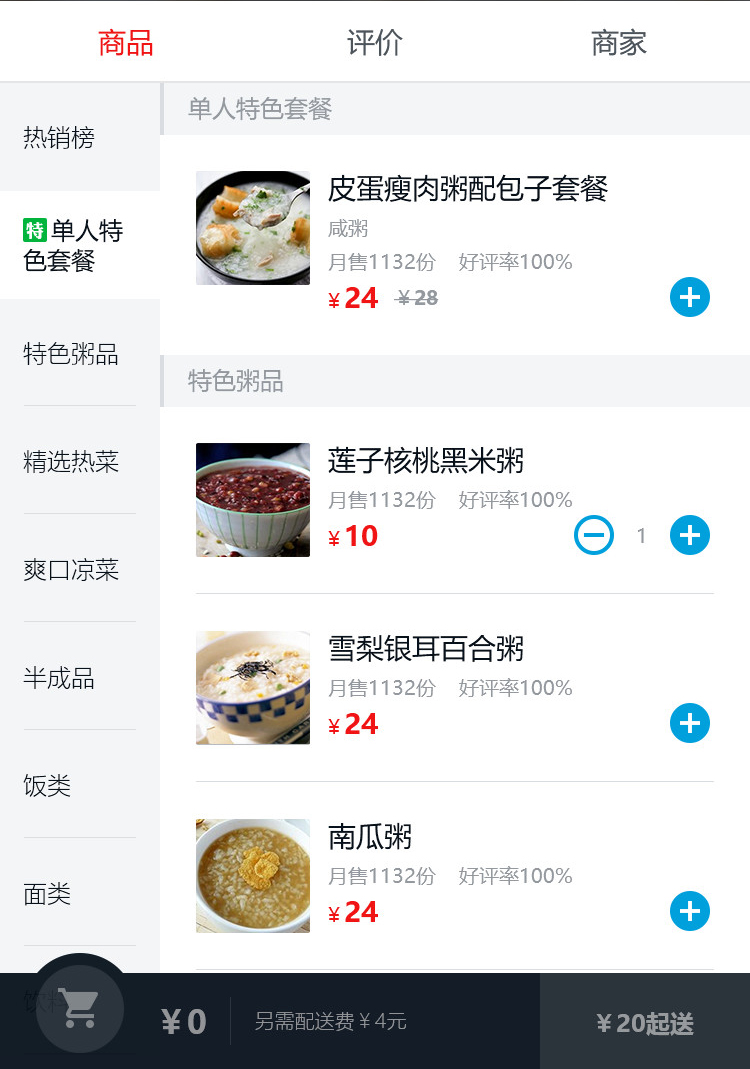 商品
评价
商家
热销榜
特 单人特
色套餐
特色粥品
精选热菜
爽口凉菜
半成品
饭类
面类
饮料
单人特色套餐
皮蛋瘦肉粥配包子套餐
咸粥
月售1132份 好评率100%
¥24 ¥28
特色粥品
莲子核桃黑米粥
月售1132份 好评率100%
¥10
1
雪梨银耳百合粥
月售1132份 好评率100%
¥24
南瓜粥
月售1132份 好评率100%
¥24
¥0
另需配送费¥4元
¥20起送